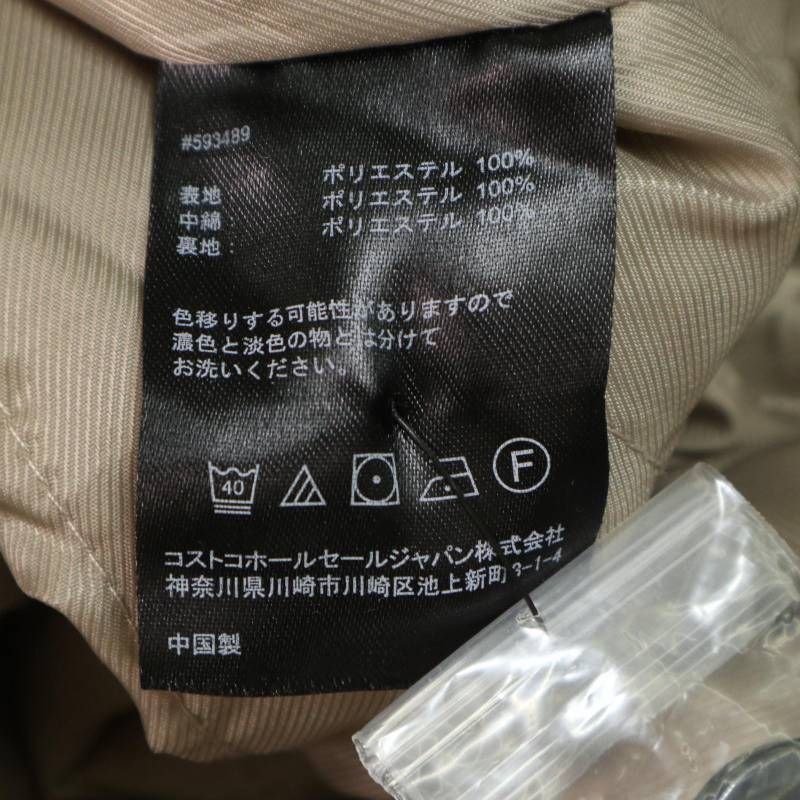 #593489
表地 ポリエステル 100%
中綿 ポリエステル 100%
裏地： ポリエステル 100%
色移りする可能性がありますので
濃色と淡色の物とは分けて
お洗いください。
40
F
コストコホールセールジャパン株式会社
神奈川県川崎市川崎区池上新町3-1-4
中国製